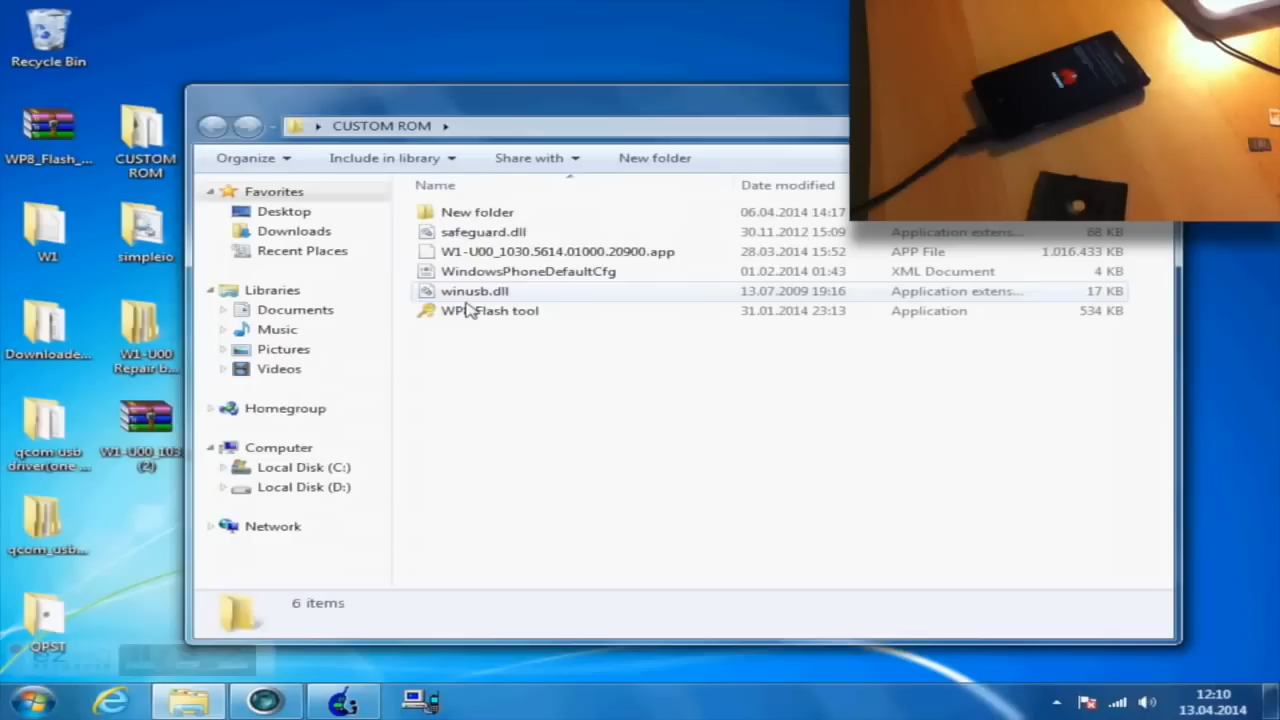 Recycle Bin
WP8_Flash_...
CUSTOM
ROM
W1
simpleio
Downloade...
W1-U00
Repair b...
qcom usb
driver(one ...
W1-U00_103
(2)
qcom_usb...
QPST
CUSTOM ROM
Organize
Include in library
Share with
New folder
Favorites
Desktop
Downloads
Recent Places
Libraries
Documents
Music
Pictures
Videos
Homegroup
Computer
Local Disk (C:)
Local Disk (D:)
Network
Name Date modified
New folder 06.04.2014 14:17
safeguard.dll 30.11.2012 15:09 Application extens... 68 KB
W1-U00_1030.5614.01000.20900.app 28.03.2014 15:52 APP File 1.016.433 KB
WindowsPhoneDefaultCfg 01.02.2014 01:43 XML Document 4 KB
winusb.dll 13.07.2009 19:16 Application extens... 17 KB
Flash tool 31.01.2014 23:13 Application 534 KB
6 items
12:10
13.04.2014